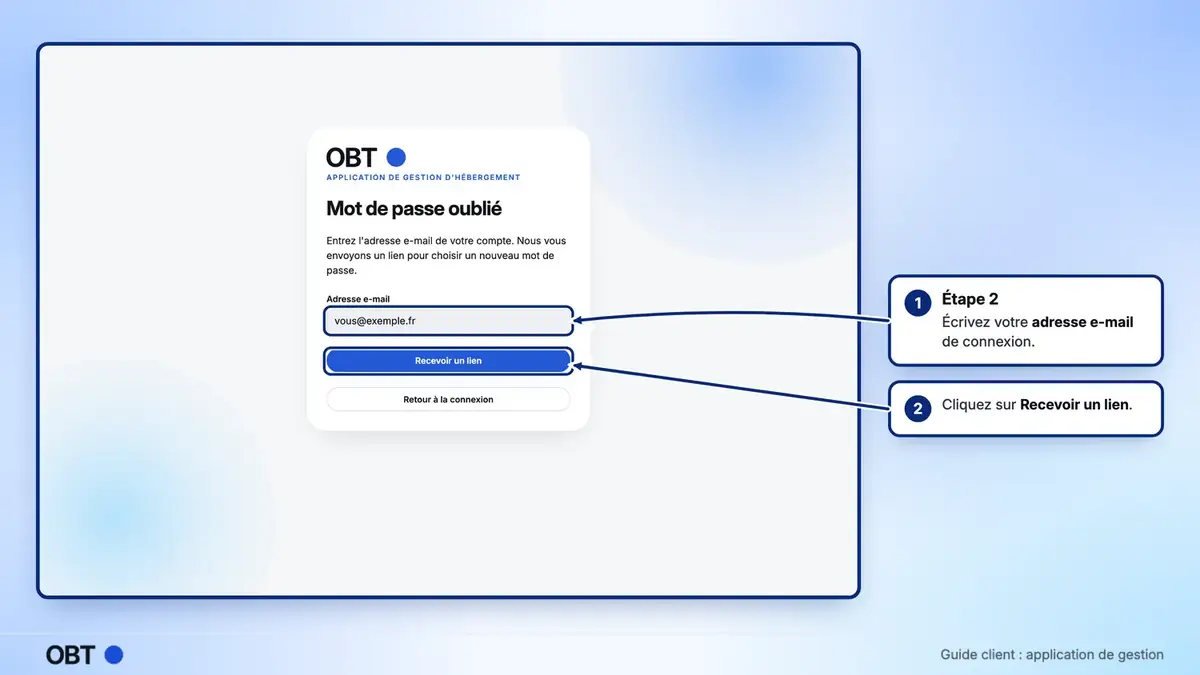 OBT
APPLICATION DE GESTION D'HÉBERGEMENT
Mot de passe oublié
Entrez l'adresse e-mail de votre compte. Nous vous
envoyons un lien pour choisir un nouveau mot de
passe.
Adresse e-mail
vous@exemple.fr
Recevoir un lien
Retour à la connexion
1
Étape 2
Écrivez votre adresse e-mail
de connexion.
2
Cliquez sur Recevoir un lien.
OBT
Guide client : application de gestion